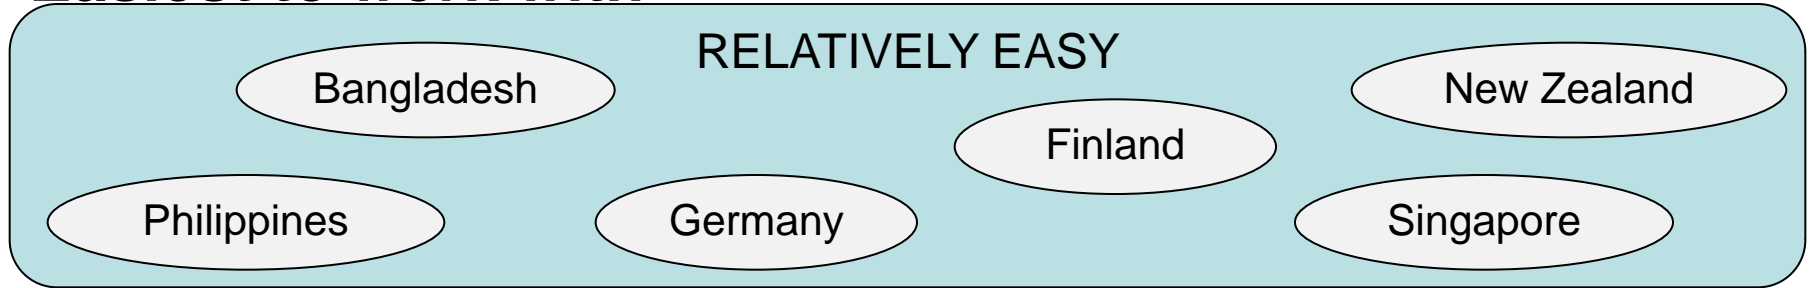 RELATIVELY EASY
Bangladesh
New Zealand
Finland
Philippines
Germany
Singapore